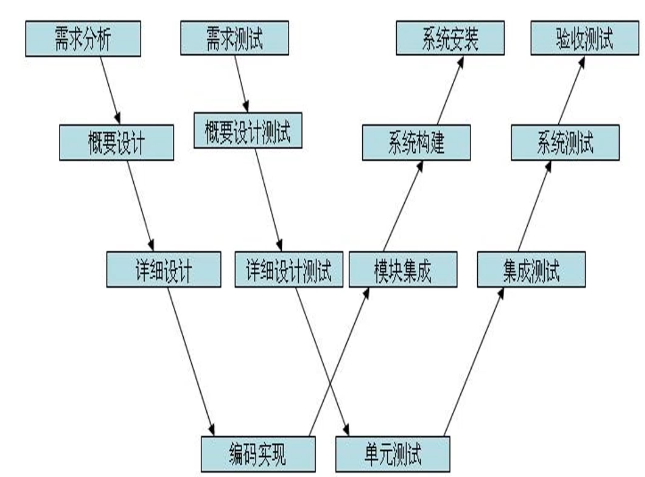 需求分析
需求测试
系统安装
验收测试
概要设计
概要设计测试
系统构建
系统测试
详细设计
详细设计测试
模块集成
集成测试
编码实现
单元测试